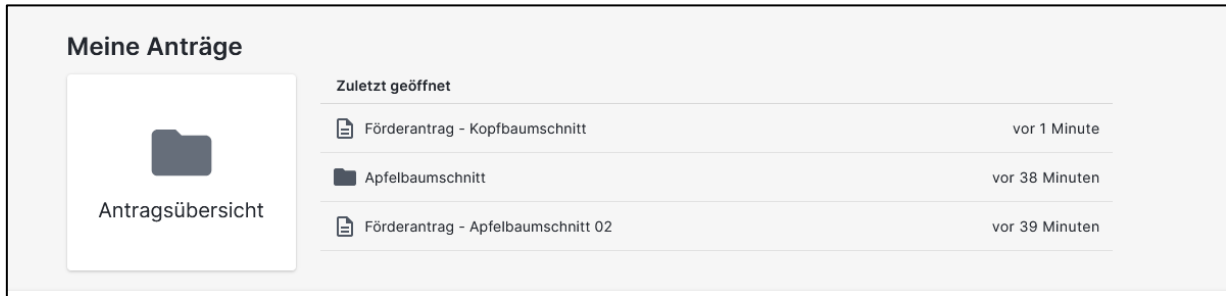 Meine Anträge
Antragsübersicht
Zuletzt geöffnet
Förderantrag - Kopfbaumschnitt vor 1 Minute
Apfelbaumschnitt vor 38 Minuten
Förderantrag - Apfelbaumschnitt 02 vor 39 Minuten